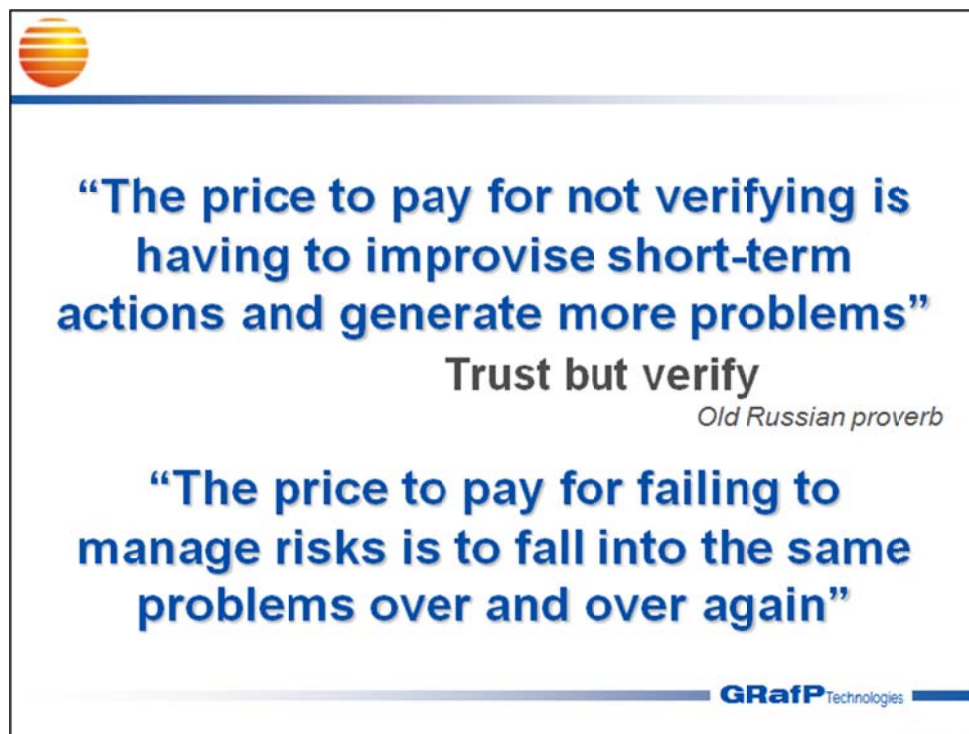 “The price to pay for not verifying is
having to improvise short-term
actions and generate more problems”
Trust but verify
Old Russian proverb
“The price to pay for failing to
manage risks is to fall into the same
problems over and over again”
GRafP Technologies